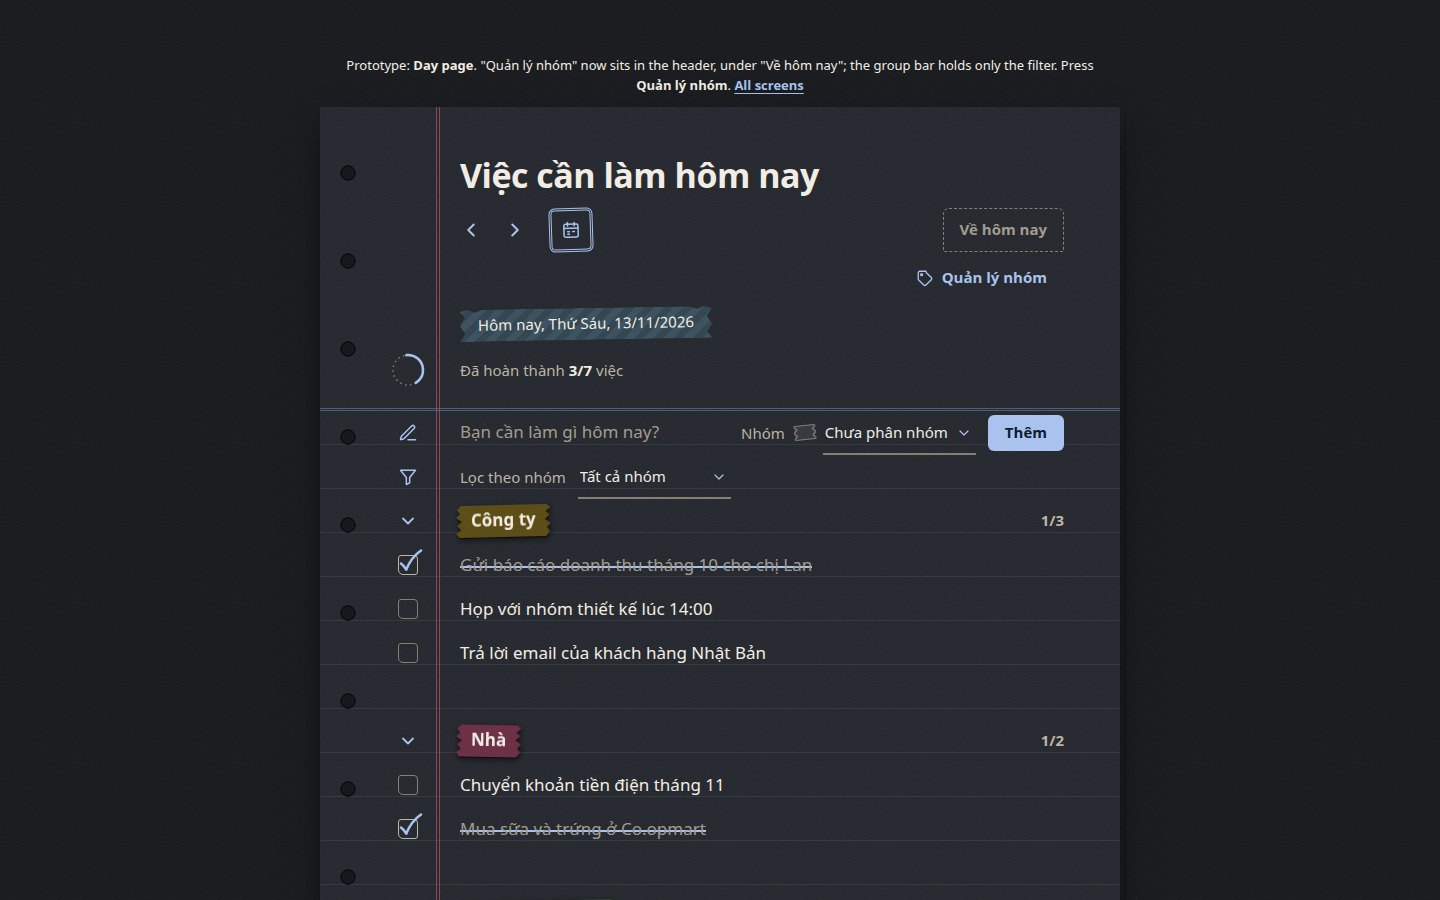 Prototype: Day page. "Quản lý nhóm" now sits in the header, under "Về hôm nay"; the group bar holds only the filter. Press
Quản lý nhóm. All screens
Việc cần làm hôm nay
Về hôm nay
Quản lý nhóm
Hôm nay, Thứ Sáu, 13/11/2026
Đã hoàn thành 3/7 việc
Bạn cần làm gì hôm nay? Nhóm Chưa phân nhóm Thêm
Lọc theo nhóm Tất cả nhóm
Công ty 1/3
Gửi báo cáo doanh thu tháng 10 cho chị Lan
Họp với nhóm thiết kế lúc 14:00
Trả lời email của khách hàng Nhật Bản
Nhà 1/2
Chuyển khoản tiền điện tháng 11
Mua sữa và trứng ở Co.opmart